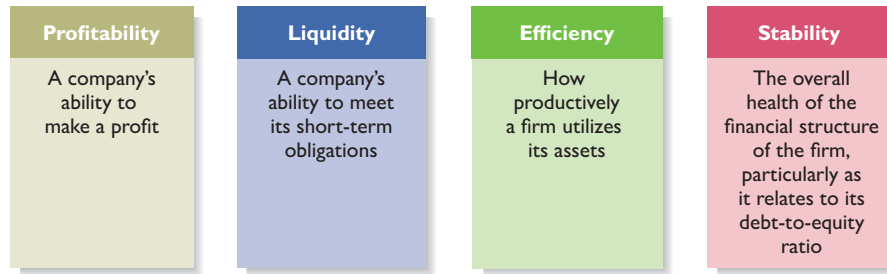 Profitability
A company's
ability to
make a profit
Liquidity
A company's
ability to meet
its short-term
obligations
Efficiency
How
productively
a firm utilizes
its assets
Stability
The overall
health of the
financial structure
of the firm,
particularly as
it relates to its
debt-to-equity
ratio